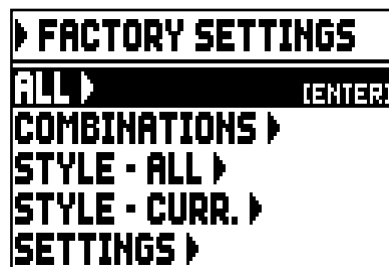 FACTORY SETTINGS
ALL [ENTER]
COMBINATIONS
STYLE - ALL
STYLE - CURR.
SETTINGS